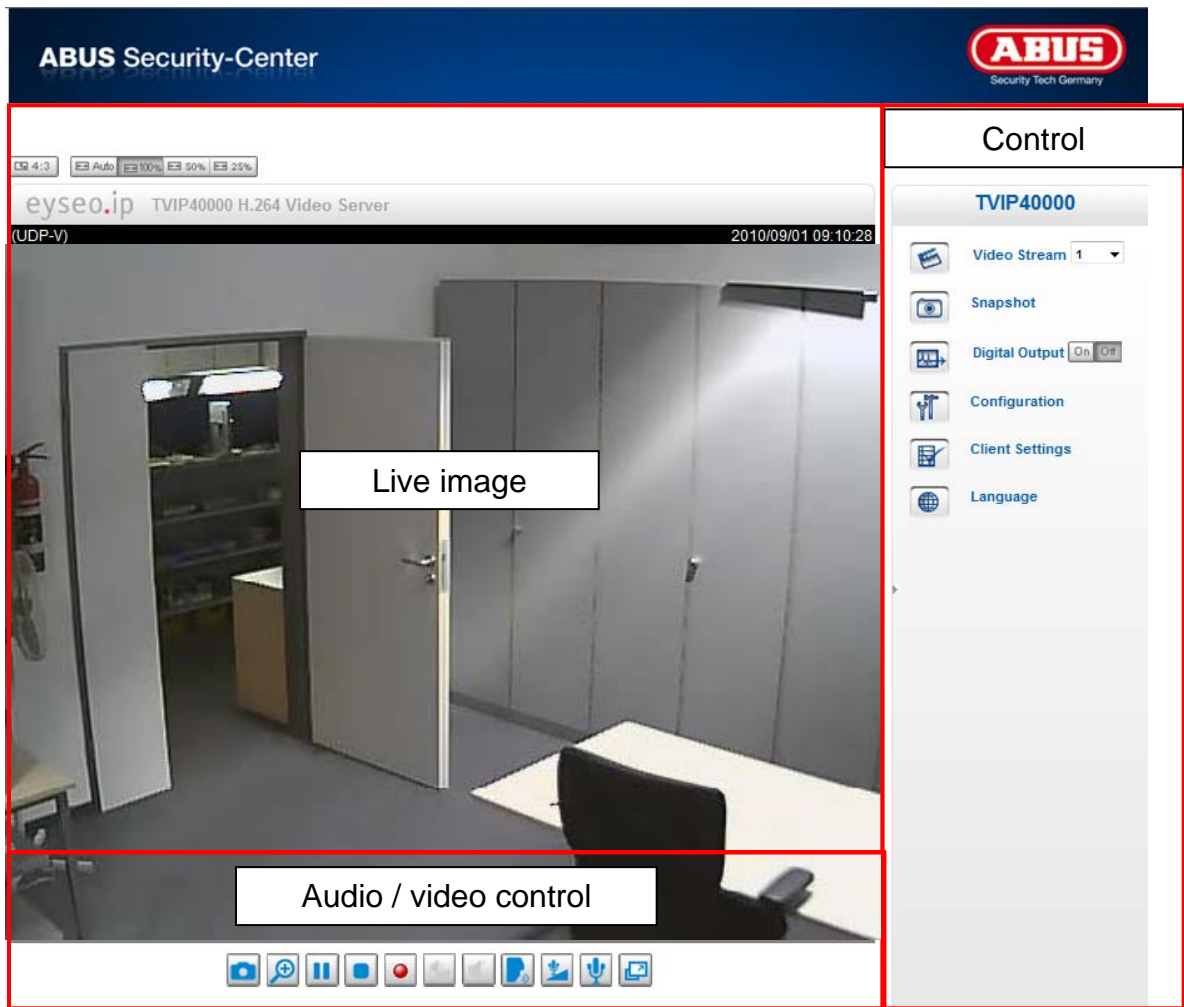 ABUS Security-Center
ABUS
Security Tech Germany
Control
4:3 Auto 100% 50% 25%
eyseo.ip TVIP40000 H.264 Video Server
(UDP-V) 2010/09/01 09:10:28
TVIP40000
Video Stream 1
Snapshot
Digital Output On Off
Configuration
Client Settings
Language
Live image
Audio / video control